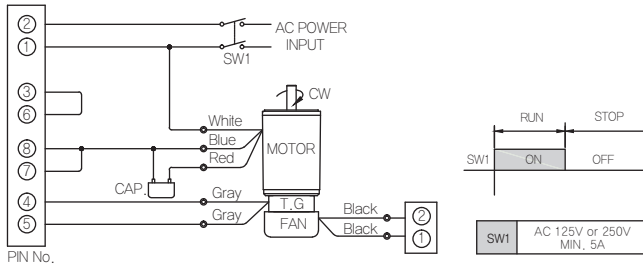 ②
①
③
⑥
⑧
⑦
④
⑤
PIN No.
AC POWER
INPUT
SW1
CW
White
Blue
Red
MOTOR
CAP.
Gray
Gray
T.G
FAN
Black
Black
②
①
RUN
STOP
SW1
ON
OFF
SW1
AC 125V or 250V
MIN. 5A